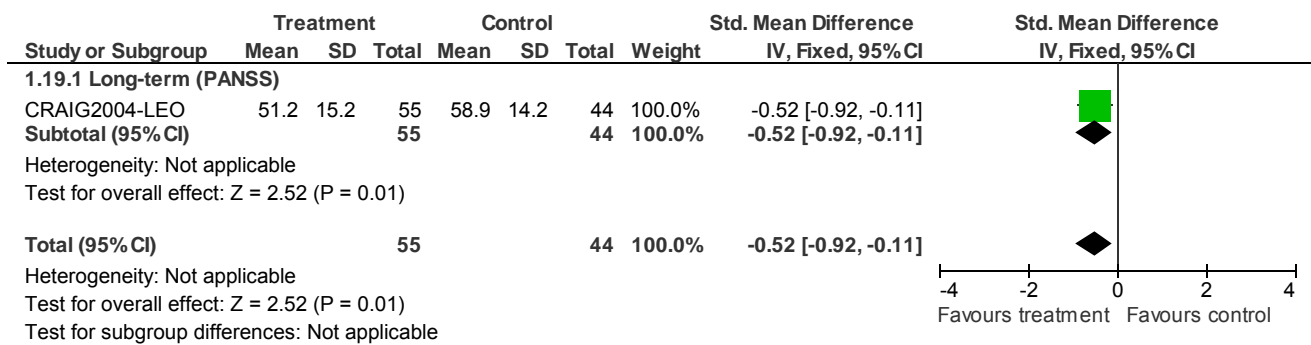 Treatment Control Std. Mean Difference Std. Mean Difference
Study or Subgroup Mean SD Total Mean SD Total Weight IV, Fixed, 95% CI IV, Fixed, 95% CI
1.19.1 Long-term (PANSS)
CRAIG2004-LEO 51.2 15.2 55 58.9 14.2 44 100.0% -0.52 [-0.92, -0.11]
Subtotal (95% CI) 55 44 100.0% -0.52 [-0.92, -0.11]
Heterogeneity: Not applicable
Test for overall effect: Z = 2.52 (P = 0.01)
Total (95% CI) 55 44 100.0% -0.52 [-0.92, -0.11]
Heterogeneity: Not applicable
Test for overall effect: Z = 2.52 (P = 0.01)
Test for subgroup differences: Not applicable
-4 -2 0 2 4
Favours treatment Favours control